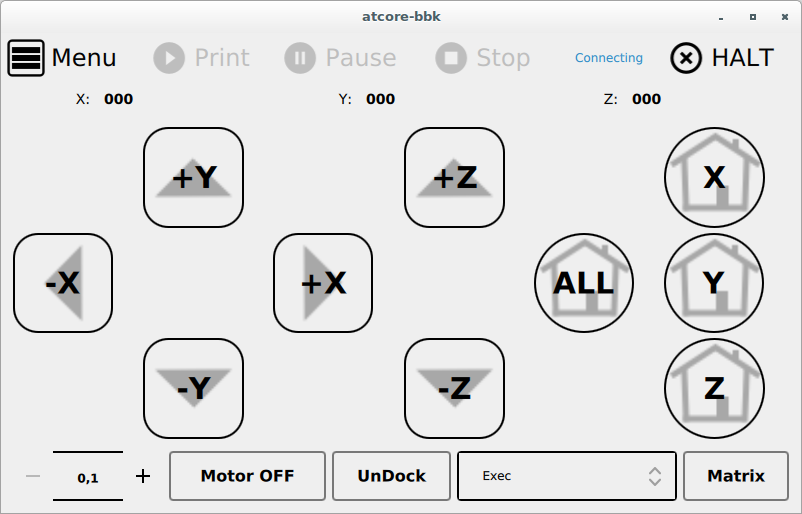 atcore-bbk
Menu Print Pause Stop Connecting HALT
X: 000 Y: 000 Z: 000
+Y +Z X
-X +X ALL Y
-Y -Z Z
0,1 + Motor OFF UnDock Exec Matrix